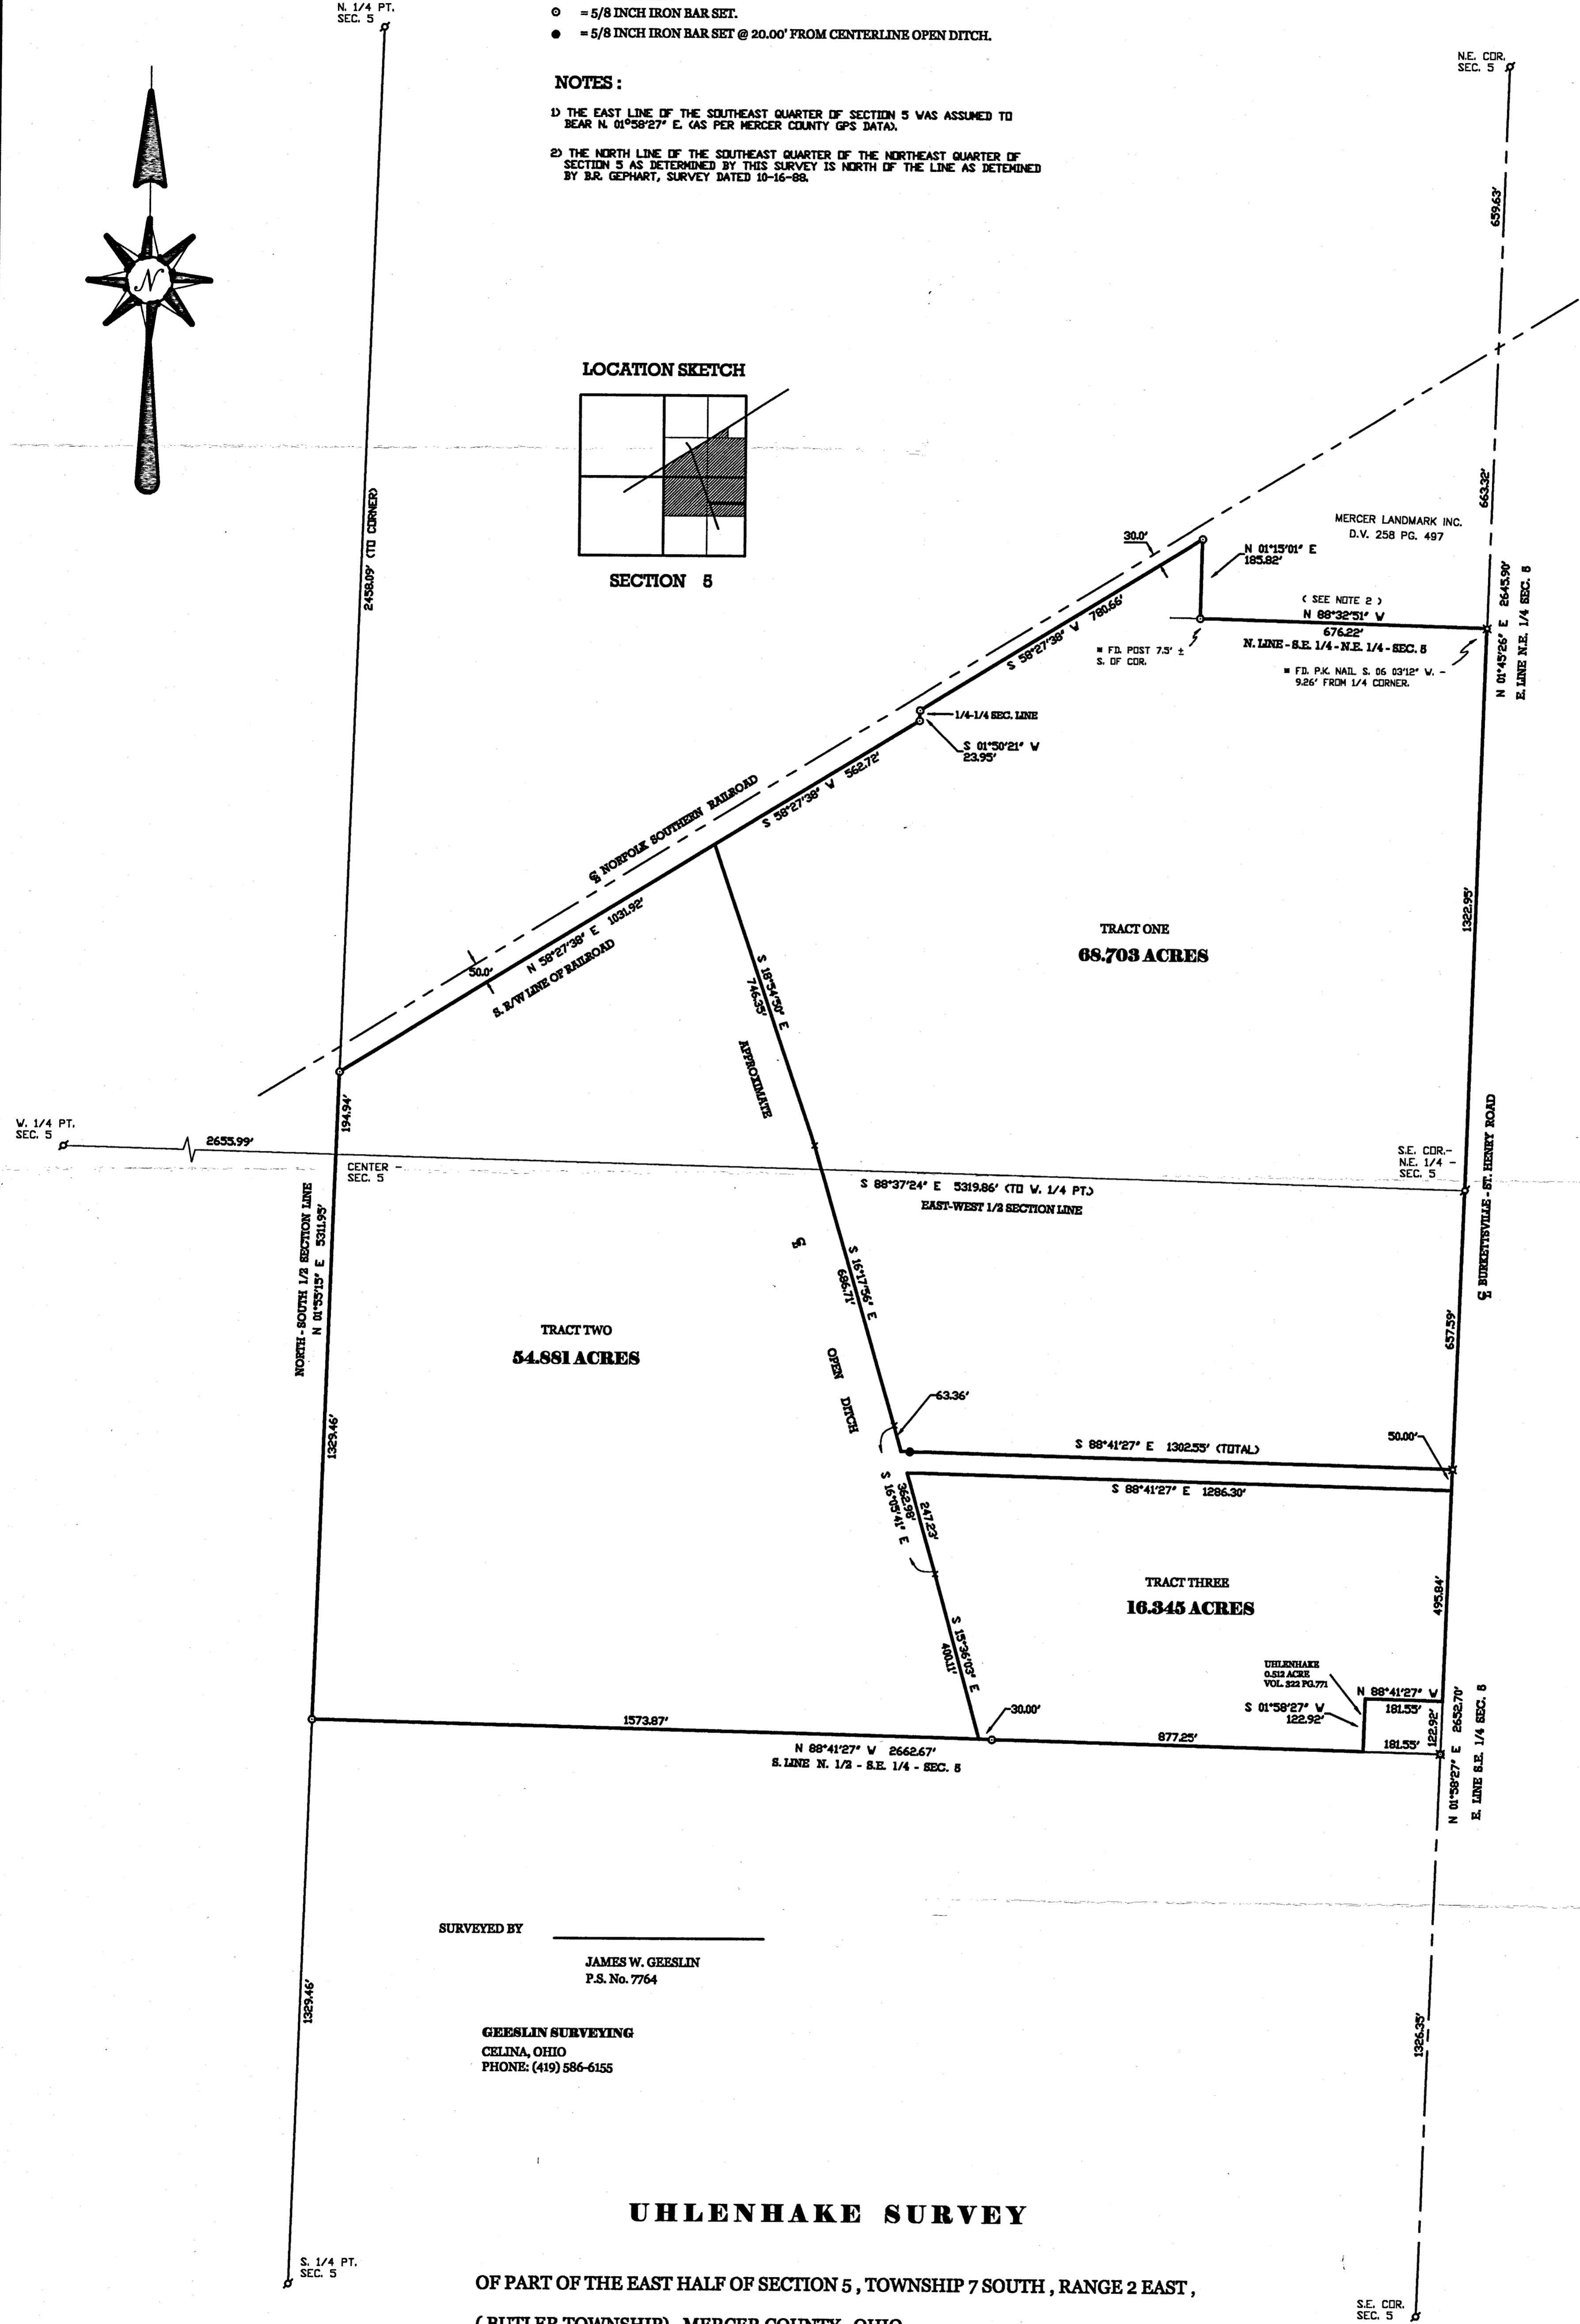 N. 1/4 PT.
SEC. 5
= 5/8 INCH IRON BAR SET.
= 5/8 INCH IRON BAR SET @ 20.00' FROM CENTERLINE OPEN DITCH.
N.E. COR.
SEC. 5
NOTES :
1) THE EAST LINE OF THE SOUTHEAST QUARTER OF SECTION 5 WAS ASSUMED TO
BEAR N. 01°58'27" E. (AS PER MERCER COUNTY GPS DATA).
2) THE NORTH LINE OF THE SOUTHEAST QUARTER OF THE NORTHEAST QUARTER OF
SECTION 5 AS DETERMINED BY THIS SURVEY IS NORTH OF THE LINE AS DETEMINED
BY B.R. GEPHART, SURVEY DATED 10-16-88.
659.63'
N
LOCATION SKETCH
SECTION 5
2458.09' (TO CORNER)
663.32'
MERCER LANDMARK INC.
D.V. 258 PG. 497
30.0'
N 01°15'01" E
185.82'
( SEE NOTE 2 )
N 88°32'51" W
676.22'
N. LINE - S.E. 1/4 - N.E. 1/4 - SEC. 5
N 01°45'26" E 2645.90'
E. LINE N.E. 1/4 SEC. 5
S 58°27'38" W 780.66'
FD. POST 7.5' ±
S. OF COR.
FD. P.K. NAIL S. 06 03'12" W. -
9.26' FROM 1/4 CORNER.
1/4-1/4 SEC. LINE
S 01°50'21" W
23.95'
S 58°27'38" W 562.72'
℄ NORFOLK SOUTHERN RAILROAD
1322.95'
N 58°27'38" E 1031.92'
50.0'
S. R/W LINE OF RAILROAD
TRACT ONE
68.703 ACRES
S 18°54'50" E
746.35'
APPROXIMATE
194.94'
W. 1/4 PT.
SEC. 5
2655.99'
CENTER -
SEC. 5
S.E. COR.-
N.E. 1/4 -
SEC. 5
S 88°37'24" E 5319.86' (TO W. 1/4 PT.)
EAST-WEST 1/2 SECTION LINE
℄ BURKETTSVILLE - ST. HENRY ROAD
NORTH - SOUTH 1/2 SECTION LINE
N 01°55'15" E 5311.95'
℄
S 16°17'56" E
686.71'
TRACT TWO
54.881 ACRES
657.59'
OPEN DITCH
63.36'
1329.46'
S 88°41'27" E 1302.55' (TOTAL)
50.00'
S 88°41'27" E 1286.30'
247.23'
362.98'
S 16°05'41" E
TRACT THREE
16.345 ACRES
495.84'
S 15°36'03" E
400.11'
UHLENHAKE
0.512 ACRE
VOL. 322 PG.771
N 88°41'27" W
181.55'
S 01°58'27" W
122.92'
122.92'
181.55'
30.00'
1573.87'
877.25'
N 88°41'27" W 2662.67'
S. LINE N. 1/2 - S.E. 1/4 - SEC. 5
N 01°58'27" E 2652.70'
E. LINE S.E. 1/4 SEC. 5
SURVEYED BY
JAMES W. GEESLIN
P.S. No. 7764
1329.46'
GEESLIN SURVEYING
CELINA, OHIO
PHONE: (419) 586-6155
1326.35'
UHLENHAKE SURVEY
S. 1/4 PT.
SEC. 5
OF PART OF THE EAST HALF OF SECTION 5 , TOWNSHIP 7 SOUTH , RANGE 2 EAST ,
S.E. COR.
SEC. 5
( BUTLER TOWNSHIP) , MERCER COUNTY , OHIO